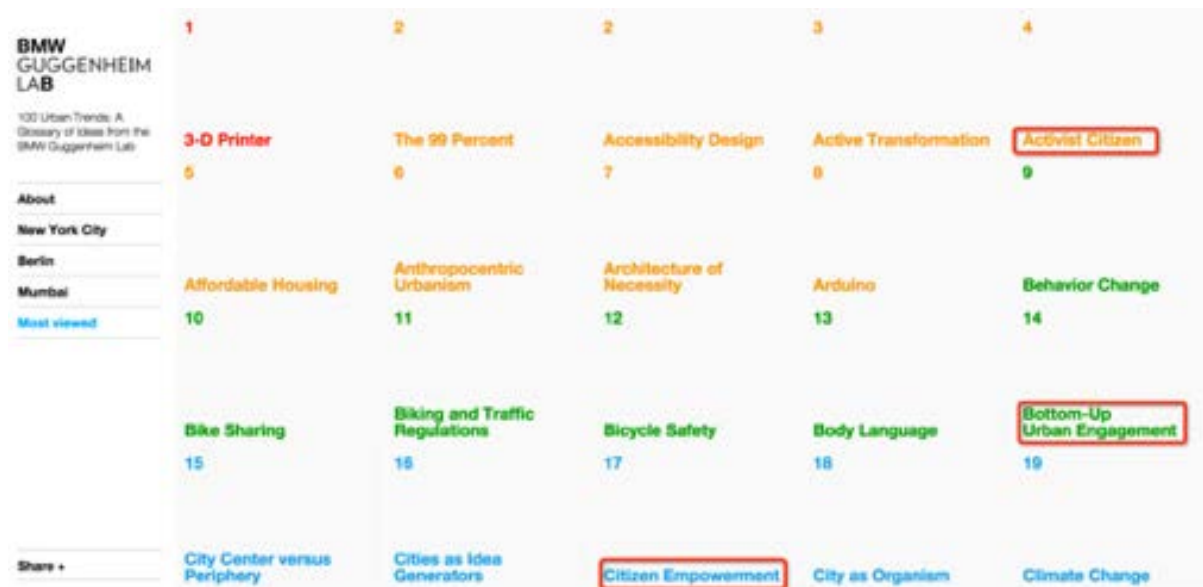 BMW
GUGGENHEIM
LAB
100 Urban Trends: A
Glossary of Ideas from the
BMW Guggenheim Lab
About
New York City
Berlin
Mumbai
Most viewed
Share +
1 2 2 3 4
3-D Printer The 99 Percent Accessibility Design Active Transformation Activist Citizen
5 6 7 8 9
Affordable Housing Anthropocentric Urbanism Architecture of Necessity Arduino Behavior Change
10 11 12 13 14
Bike Sharing Biking and Traffic Regulations Bicycle Safety Body Language Bottom-Up Urban Engagement
15 16 17 18 19
City Center versus Periphery Cities as Idea Generators Citizen Empowerment City as Organism Climate Change